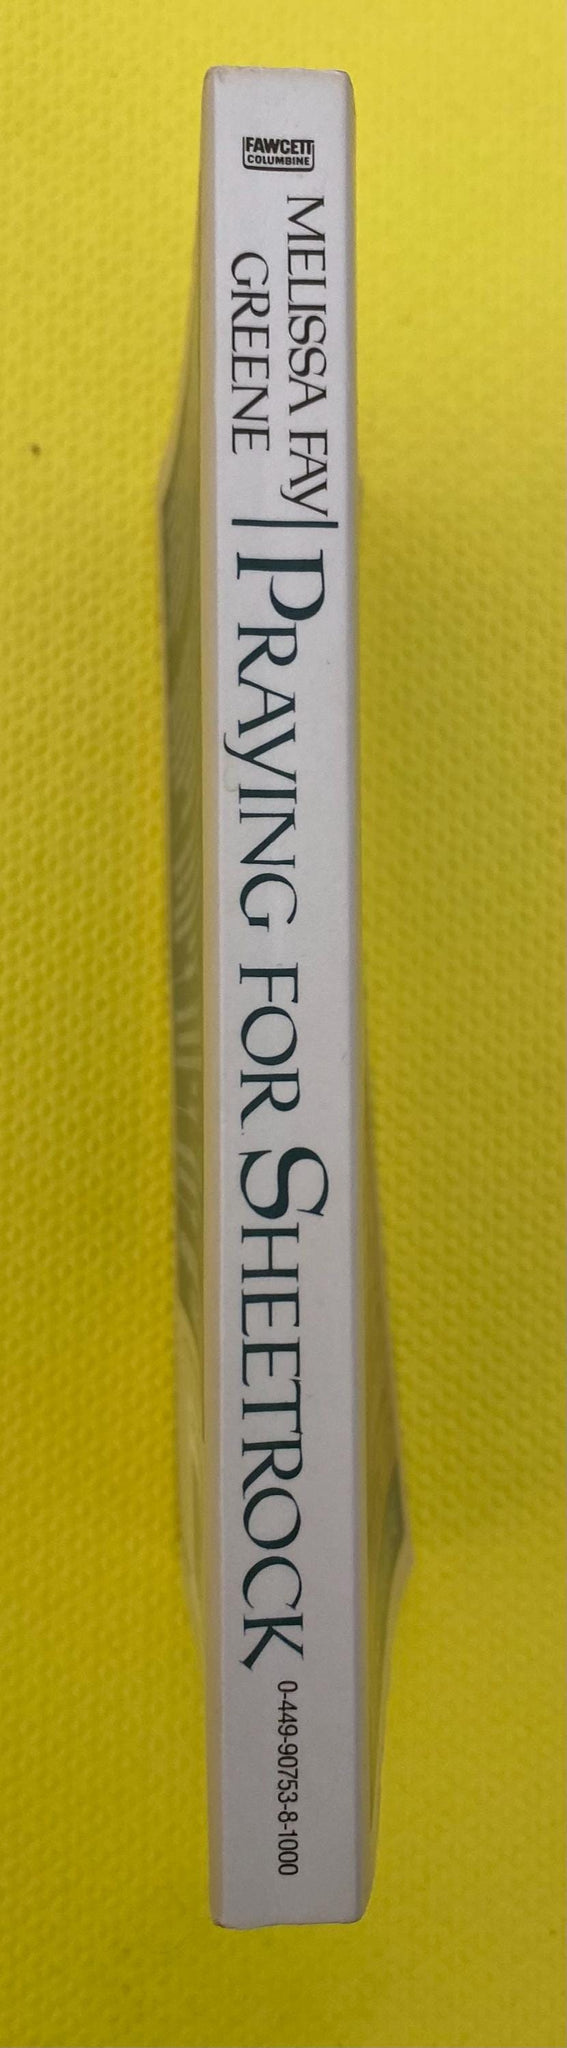 FAWCETT
COLUMBINE
MELISSA FAY
GREENE
PRAYING FOR SHEETROCK
0-449-90753-8-1000